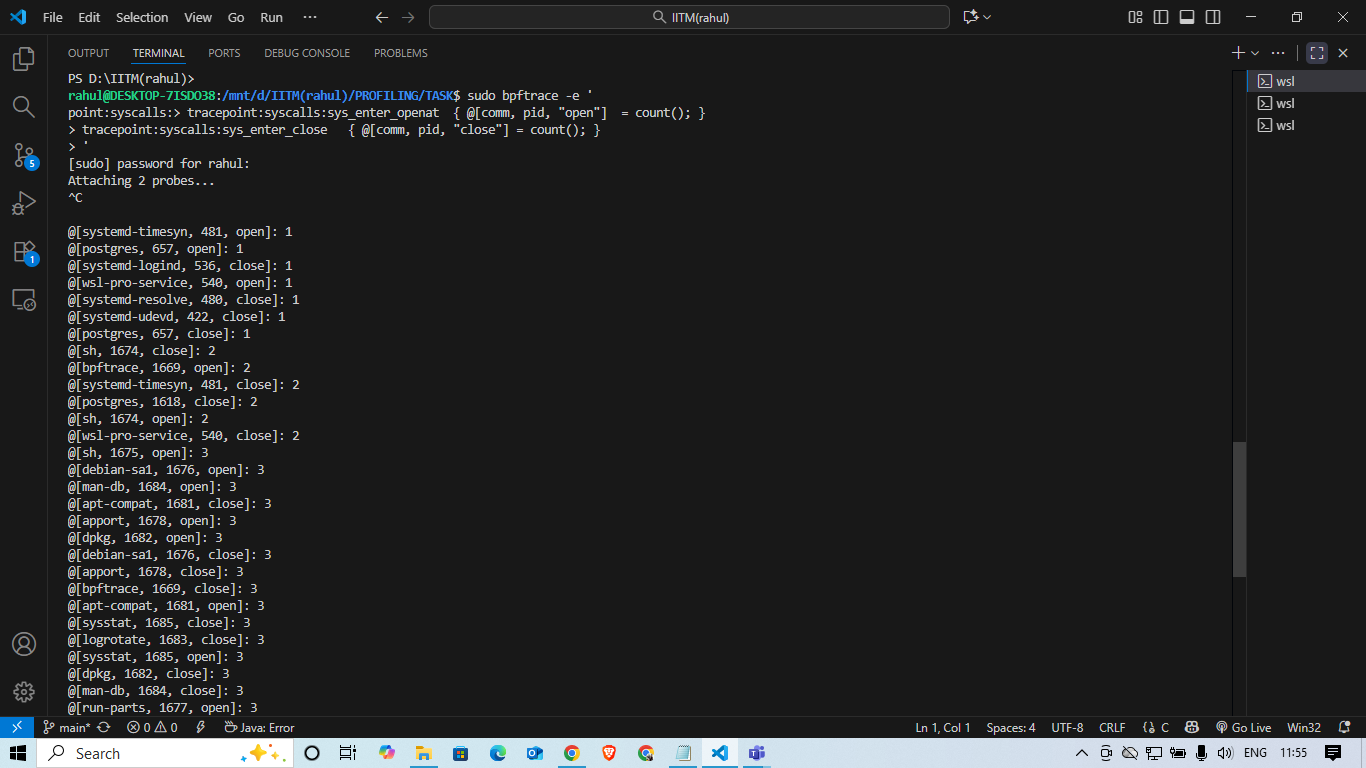 File Edit Selection View Go Run ··· IITM(rahul)
OUTPUT TERMINAL PORTS DEBUG CONSOLE PROBLEMS
PS D:\IITM(rahul)>
rahul@DESKTOP-7ISDO38:/mnt/d/IITM(rahul)/PROFILING/TASK$ sudo bpftrace -e '
point:syscalls:> tracepoint:syscalls:sys_enter_openat  { @[comm, pid, "open"]  = count(); }
> tracepoint:syscalls:sys_enter_close   { @[comm, pid, "close"] = count(); }
> '
[sudo] password for rahul:
Attaching 2 probes...
^C
@[systemd-timesyn, 481, open]: 1
@[postgres, 657, open]: 1
@[systemd-logind, 536, close]: 1
@[wsl-pro-service, 540, open]: 1
@[systemd-resolve, 480, close]: 1
@[systemd-udevd, 422, close]: 1
@[postgres, 657, close]: 1
@[sh, 1674, close]: 2
@[bpftrace, 1669, open]: 2
@[systemd-timesyn, 481, close]: 2
@[postgres, 1618, close]: 2
@[sh, 1674, open]: 2
@[wsl-pro-service, 540, close]: 2
@[sh, 1675, open]: 3
@[debian-sa1, 1676, open]: 3
@[man-db, 1684, open]: 3
@[apt-compat, 1681, close]: 3
@[apport, 1678, open]: 3
@[dpkg, 1682, open]: 3
@[debian-sa1, 1676, close]: 3
@[apport, 1678, close]: 3
@[bpftrace, 1669, close]: 3
@[apt-compat, 1681, open]: 3
@[sysstat, 1685, close]: 3
@[logrotate, 1683, close]: 3
@[sysstat, 1685, open]: 3
@[dpkg, 1682, close]: 3
@[man-db, 1684, close]: 3
@[run-parts, 1677, open]: 3
wsl
wsl
wsl
5
1
main* 0 0 Java: Error Ln 1, Col 1 Spaces: 4 UTF-8 CRLF {} C Go Live Win32
Search ENG 11:55